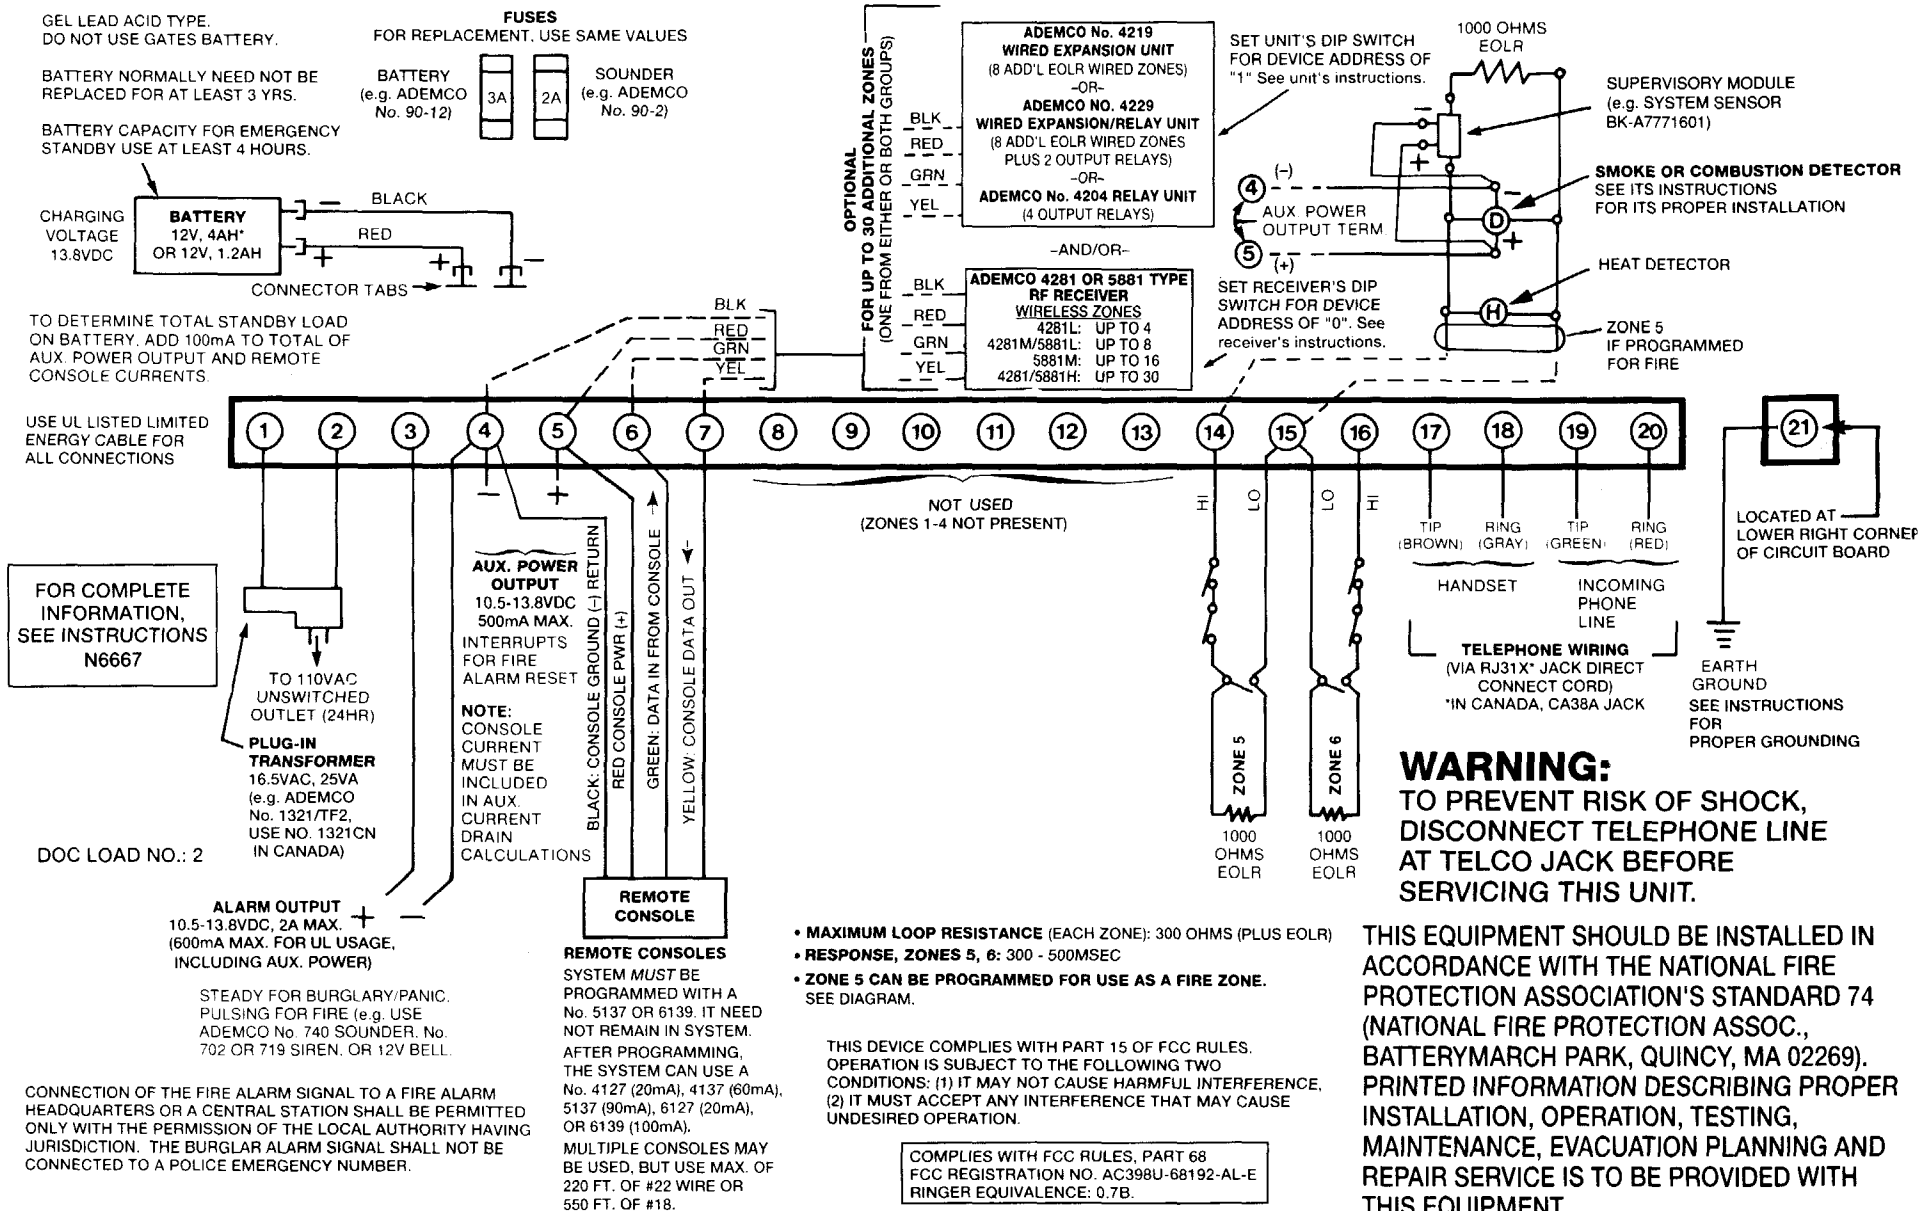 GEL LEAD ACID TYPE.
DO NOT USE GATES BATTERY.
BATTERY NORMALLY NEED NOT BE
REPLACED FOR AT LEAST 3 YRS.
BATTERY CAPACITY FOR EMERGENCY
STANDBY USE AT LEAST 4 HOURS.
FUSES
FOR REPLACEMENT, USE SAME VALUES
BATTERY
(e.g. ADEMCO
No. 90-12)
3A
2A
SOUNDER
(e.g. ADEMCO
No. 90-2)
CHARGING
VOLTAGE
13.8VDC
BATTERY
12V, 4AH*
OR 12V, 1.2AH
–
BLACK
RED
+
+
–
CONNECTOR TABS
TO DETERMINE TOTAL STANDBY LOAD
ON BATTERY, ADD 100mA TO TOTAL OF
AUX. POWER OUTPUT AND REMOTE
CONSOLE CURRENTS.
BLK
RED
GRN
YEL
OPTIONAL
FOR UP TO 30 ADDITIONAL ZONES
(ONE FROM EITHER OR BOTH GROUPS)
BLK
RED
GRN
YEL
ADEMCO No. 4219
WIRED EXPANSION UNIT
(8 ADD'L EOLR WIRED ZONES)
–OR–
ADEMCO NO. 4229
WIRED EXPANSION/RELAY UNIT
(8 ADD'L EOLR WIRED ZONES
PLUS 2 OUTPUT RELAYS)
–OR–
ADEMCO No. 4204 RELAY UNIT
(4 OUTPUT RELAYS)
–AND/OR–
BLK
RED
GRN
YEL
ADEMCO 4281 OR 5881 TYPE
RF RECEIVER
WIRELESS ZONES
4281L: UP TO 4
4281M/5881L: UP TO 8
5881M: UP TO 16
4281/5881H: UP TO 30
SET UNIT'S DIP SWITCH
FOR DEVICE ADDRESS OF
"1" See unit's instructions.
4 (–)
AUX. POWER
OUTPUT TERM.
5 (+)
SET RECEIVER'S DIP
SWITCH FOR DEVICE
ADDRESS OF "0". See
receiver's instructions.
1000 OHMS
EOLR
–
+
SUPERVISORY MODULE
(e.g. SYSTEM SENSOR
BK-A7771601)
–
D
+
SMOKE OR COMBUSTION DETECTOR
SEE ITS INSTRUCTIONS
FOR ITS PROPER INSTALLATION
H
HEAT DETECTOR
ZONE 5
IF PROGRAMMED
FOR FIRE
USE UL LISTED LIMITED
ENERGY CABLE FOR
ALL CONNECTIONS
1 2 3 4 5 6 7 8 9 10 11 12 13 14 15 16 17 18 19 20
21
– +
NOT USED
(ZONES 1-4 NOT PRESENT)
HI LO LO HI
TIP
(BROWN)
RING
(GRAY)
TIP
(GREEN)
RING
(RED)
HANDSET
INCOMING
PHONE
LINE
TELEPHONE WIRING
(VIA RJ31X* JACK DIRECT
CONNECT CORD)
*IN CANADA, CA38A JACK
LOCATED AT
LOWER RIGHT CORNER
OF CIRCUIT BOARD
EARTH
GROUND
SEE INSTRUCTIONS
FOR
PROPER GROUNDING
FOR COMPLETE
INFORMATION,
SEE INSTRUCTIONS
N6667
TO 110VAC
UNSWITCHED
OUTLET (24HR)
PLUG-IN
TRANSFORMER
16.5VAC, 25VA
(e.g. ADEMCO
No. 1321/TF2,
USE NO. 1321CN
IN CANADA)
AUX. POWER
OUTPUT
10.5-13.8VDC
500mA MAX.
INTERRUPTS
FOR FIRE
ALARM RESET
NOTE:
CONSOLE
CURRENT
MUST BE
INCLUDED
IN AUX.
CURRENT
DRAIN
CALCULATIONS
BLACK: CONSOLE GROUND (–) RETURN
RED CONSOLE PWR (+)
GREEN: DATA IN FROM CONSOLE
YELLOW: CONSOLE DATA OUT
ZONE 5
ZONE 6
1000
OHMS
EOLR
1000
OHMS
EOLR
DOC LOAD NO.: 2
ALARM OUTPUT + –
10.5-13.8VDC, 2A MAX.
(600mA MAX. FOR UL USAGE,
INCLUDING AUX. POWER)
STEADY FOR BURGLARY/PANIC.
PULSING FOR FIRE (e.g. USE
ADEMCO No. 740 SOUNDER, No.
702 OR 719 SIREN, OR 12V BELL.
CONNECTION OF THE FIRE ALARM SIGNAL TO A FIRE ALARM
HEADQUARTERS OR A CENTRAL STATION SHALL BE PERMITTED
ONLY WITH THE PERMISSION OF THE LOCAL AUTHORITY HAVING
JURISDICTION. THE BURGLAR ALARM SIGNAL SHALL NOT BE
CONNECTED TO A POLICE EMERGENCY NUMBER.
REMOTE
CONSOLE
REMOTE CONSOLES
SYSTEM MUST BE
PROGRAMMED WITH A
No. 5137 OR 6139. IT NEED
NOT REMAIN IN SYSTEM.
AFTER PROGRAMMING,
THE SYSTEM CAN USE A
No. 4127 (20mA), 4137 (60mA),
5137 (90mA), 6127 (20mA),
OR 6139 (100mA).
MULTIPLE CONSOLES MAY
BE USED, BUT USE MAX. OF
220 FT. OF #22 WIRE OR
550 FT. OF #18.
• MAXIMUM LOOP RESISTANCE (EACH ZONE): 300 OHMS (PLUS EOLR)
• RESPONSE, ZONES 5, 6: 300 - 500MSEC
• ZONE 5 CAN BE PROGRAMMED FOR USE AS A FIRE ZONE.
SEE DIAGRAM.
THIS DEVICE COMPLIES WITH PART 15 OF FCC RULES.
OPERATION IS SUBJECT TO THE FOLLOWING TWO
CONDITIONS: (1) IT MAY NOT CAUSE HARMFUL INTERFERENCE,
(2) IT MUST ACCEPT ANY INTERFERENCE THAT MAY CAUSE
UNDESIRED OPERATION.
COMPLIES WITH FCC RULES, PART 68
FCC REGISTRATION NO. AC398U-68192-AL-E
RINGER EQUIVALENCE: 0.7B.
WARNING:
TO PREVENT RISK OF SHOCK,
DISCONNECT TELEPHONE LINE
AT TELCO JACK BEFORE
SERVICING THIS UNIT.
THIS EQUIPMENT SHOULD BE INSTALLED IN
ACCORDANCE WITH THE NATIONAL FIRE
PROTECTION ASSOCIATION'S STANDARD 74
(NATIONAL FIRE PROTECTION ASSOC.,
BATTERYMARCH PARK, QUINCY, MA 02269).
PRINTED INFORMATION DESCRIBING PROPER
INSTALLATION, OPERATION, TESTING,
MAINTENANCE, EVACUATION PLANNING AND
REPAIR SERVICE IS TO BE PROVIDED WITH
THIS EQUIPMENT